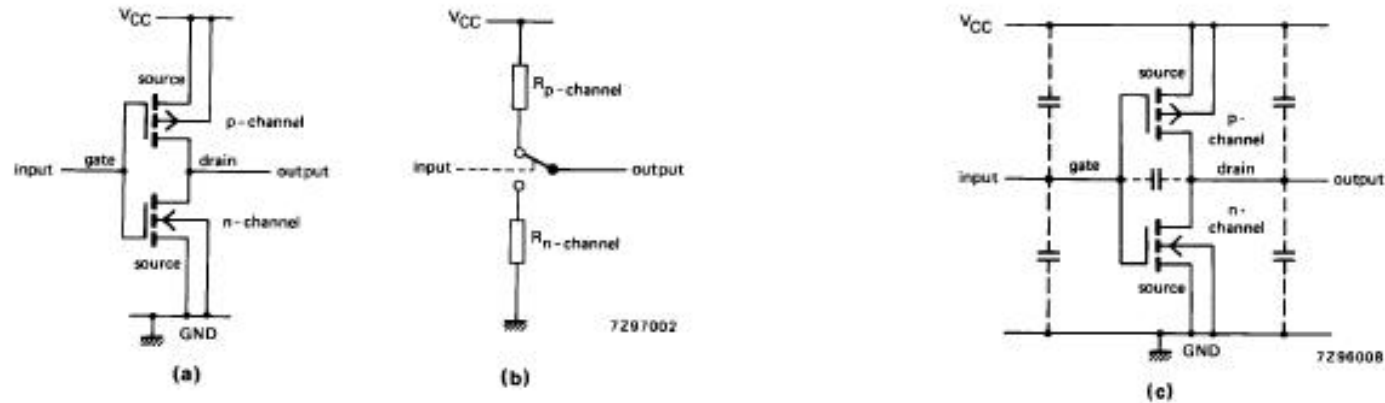 VCC
source
p-channel
input
gate
drain
output
n-channel
source
GND
(a)
VCC
Rp-channel
input
output
Rn-channel
7Z97002
(b)
VCC
source
p-
channel
input
gate
drain
output
n-
channel
source
GND
7Z96008
(c)